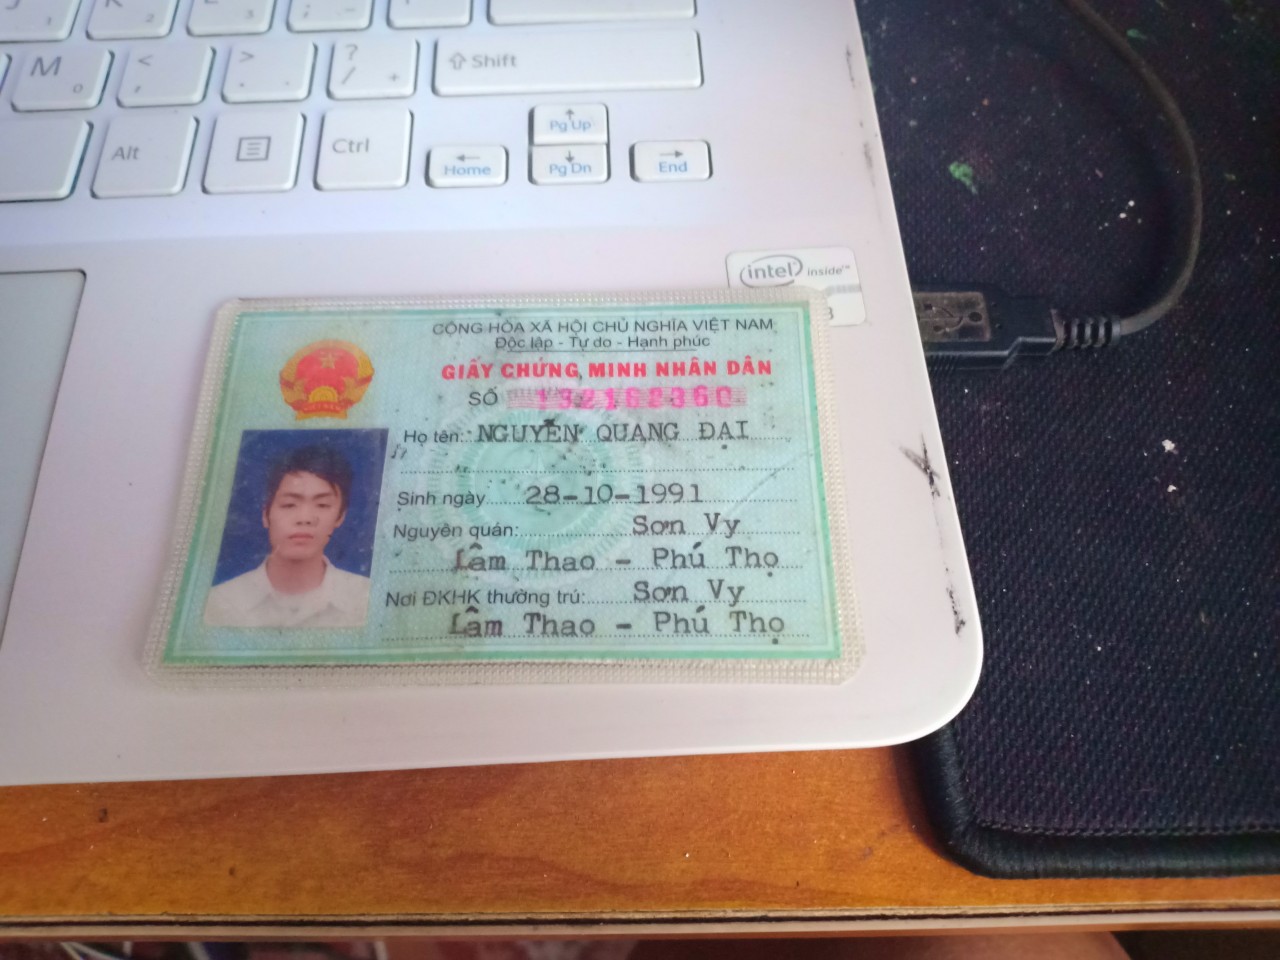 M
0
<
,
>
.
?
/
+
Shift
Alt
Ctrl
Home
Pg Up
Pg Dn
End
intel inside™
CỘNG HÒA XÃ HỘI CHỦ NGHĨA VIỆT NAM
Độc lập - Tự do - Hạnh phúc
GIẤY CHỨNG MINH NHÂN DÂN
SỐ 132162360
Họ tên: NGUYỄN QUANG ĐẠI
Sinh ngày 28-10-1991
Nguyên quán: Sơn Vy
Lâm Thao - Phú Thọ
Nơi ĐKHK thường trú: Sơn Vy
Lâm Thao - Phú Thọ